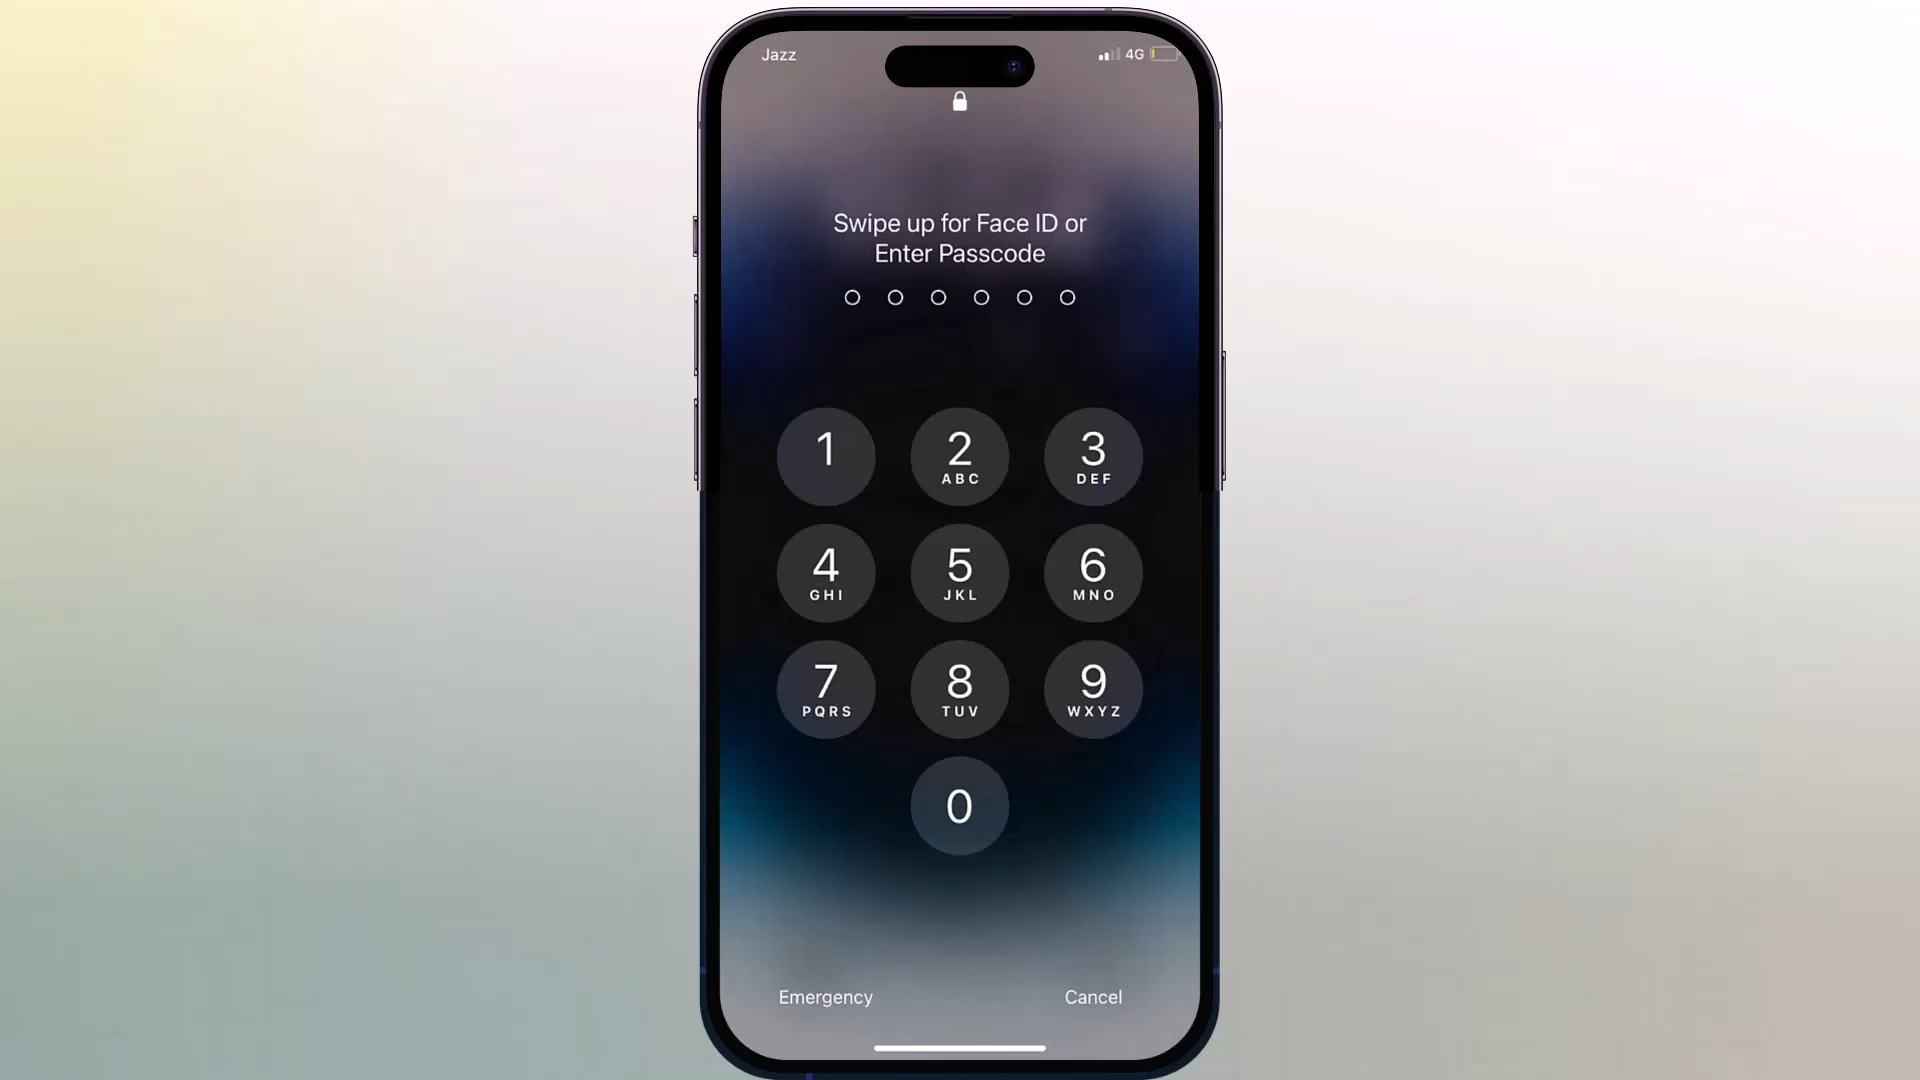 Jazz
4G
Swipe up for Face ID or
Enter Passcode
1
2
ABC
3
DEF
4
GHI
5
JKL
6
MNO
7
PQRS
8
TUV
9
WXYZ
0
Emergency
Cancel